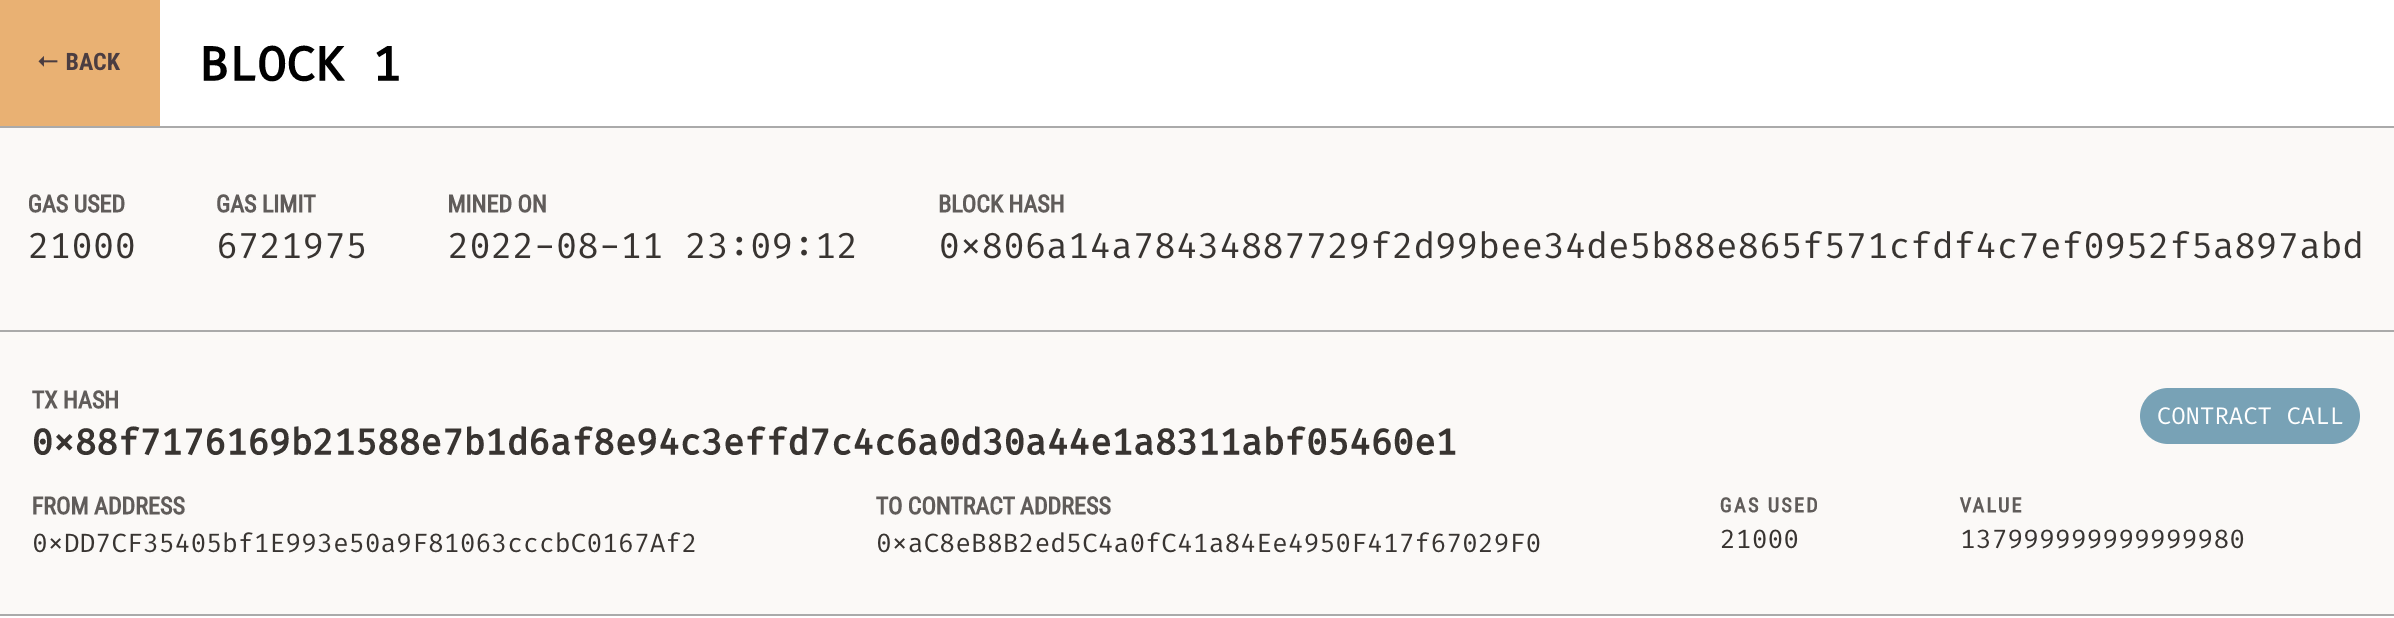 ← BACK
BLOCK 1
GAS USED GAS LIMIT MINED ON BLOCK HASH
21000 6721975 2022-08-11 23:09:12 0×806a14a78434887729f2d99bee34de5b88e865f571cfdf4c7ef0952f5a897abd
TX HASH
0×88f7176169b21588e7b1d6af8e94c3effd7c4c6a0d30a44e1a8311abf05460e1
CONTRACT CALL
FROM ADDRESS TO CONTRACT ADDRESS GAS USED VALUE
0×DD7CF35405bf1E993e50a9F81063cccbC0167Af2 0×aC8eB8B2ed5C4a0fC41a84Ee4950F417f67029F0 21000 137999999999999980